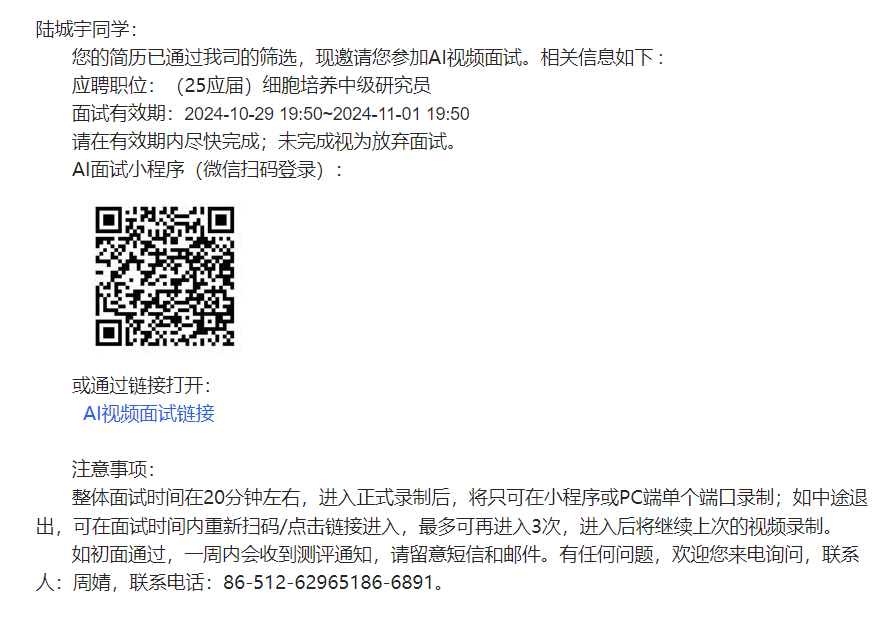 陆城宇同学：
您的简历已通过我司的筛选，现邀请您参加AI视频面试。相关信息如下：
应聘职位：（25应届）细胞培养中级研究员
面试有效期：2024-10-29 19:50~2024-11-01 19:50
请在有效期内尽快完成；未完成视为放弃面试。
AI面试小程序（微信扫码登录）：
或通过链接打开：
AI视频面试链接
注意事项：
整体面试时间在20分钟左右，进入正式录制后，将只可在小程序或PC端单个端口录制；如中途退
出，可在面试时间内重新扫码/点击链接进入，最多可再进入3次，进入后将继续上次的视频录制。
如初面通过，一周内会收到测评通知，请留意短信和邮件。有任何问题，欢迎您来电询问，联系
人：周婧，联系电话：86-512-62965186-6891。